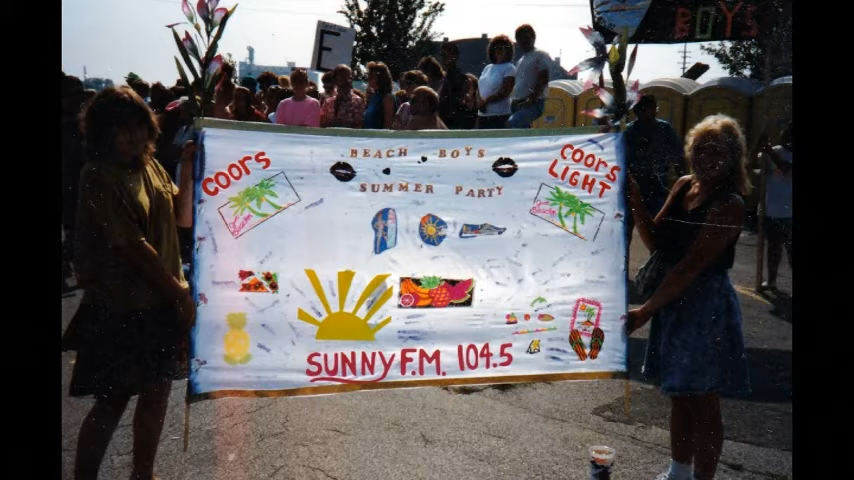 E
BOYS
COORS
BEACH BOYS
SUMMER PARTY
COORS
LIGHT
SUNNY F.M. 104.5